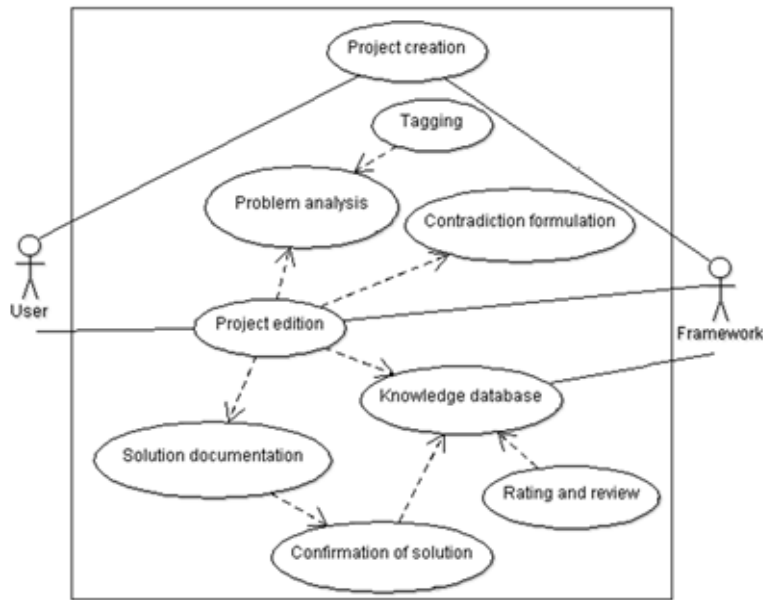 Project creation
Tagging
Problem analysis
Contradiction formulation
User
Project edition
Framework
Knowledge database
Solution documentation
Rating and review
Confirmation of solution